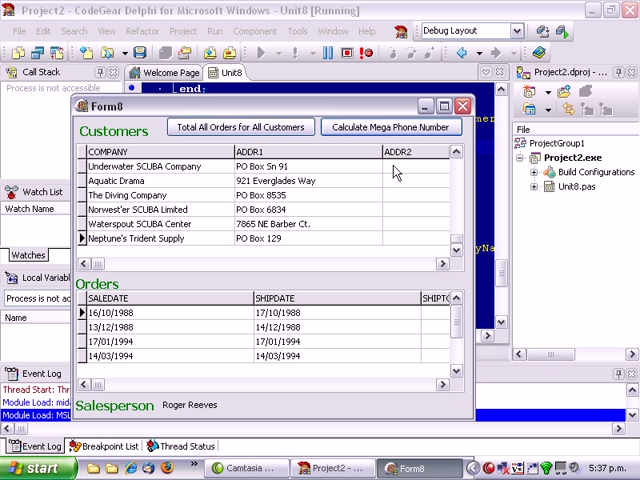 Project2 - CodeGear Delphi for Microsoft Windows - Unit8 [Running]
File Edit Search View Refactor Project Run Component Tools Window Help
Debug Layout
Call Stack
Process is not accessible
Welcome Page
Unit8
end;
Project2.dproj - ...
Form8
Customers
Total All Orders for All Customers
Calculate Mega Phone Number
COMPANY ADDR1 ADDR2
Underwater SCUBA Company PO Box Sn 91
Aquatic Drama 921 Everglades Way
The Diving Company PO Box 8535
Norwest'er SCUBA Limited PO Box 6834
Waterspout SCUBA Center 7865 NE Barber Ct.
Neptune's Trident Supply PO Box 129
Orders
SALEDATE SHIPDATE SHIPTO
16/10/1988 17/10/1988
13/12/1988 14/12/1988
17/01/1994 17/01/1994
14/03/1994 14/03/1994
Salesperson Roger Reeves
File
ProjectGroup1
Project2.exe
Build Configurations
Unit8.pas
Watch List
Watch Name
Watches
Local Variab
Process is not ac
Name
Event Log
Thread Start: Thr
Module Load: mid
Module Load: MSL
Event Log
Breakpoint List
Thread Status
start
Camtasia ...
Project2 - ...
Form8
5:37 p.m.